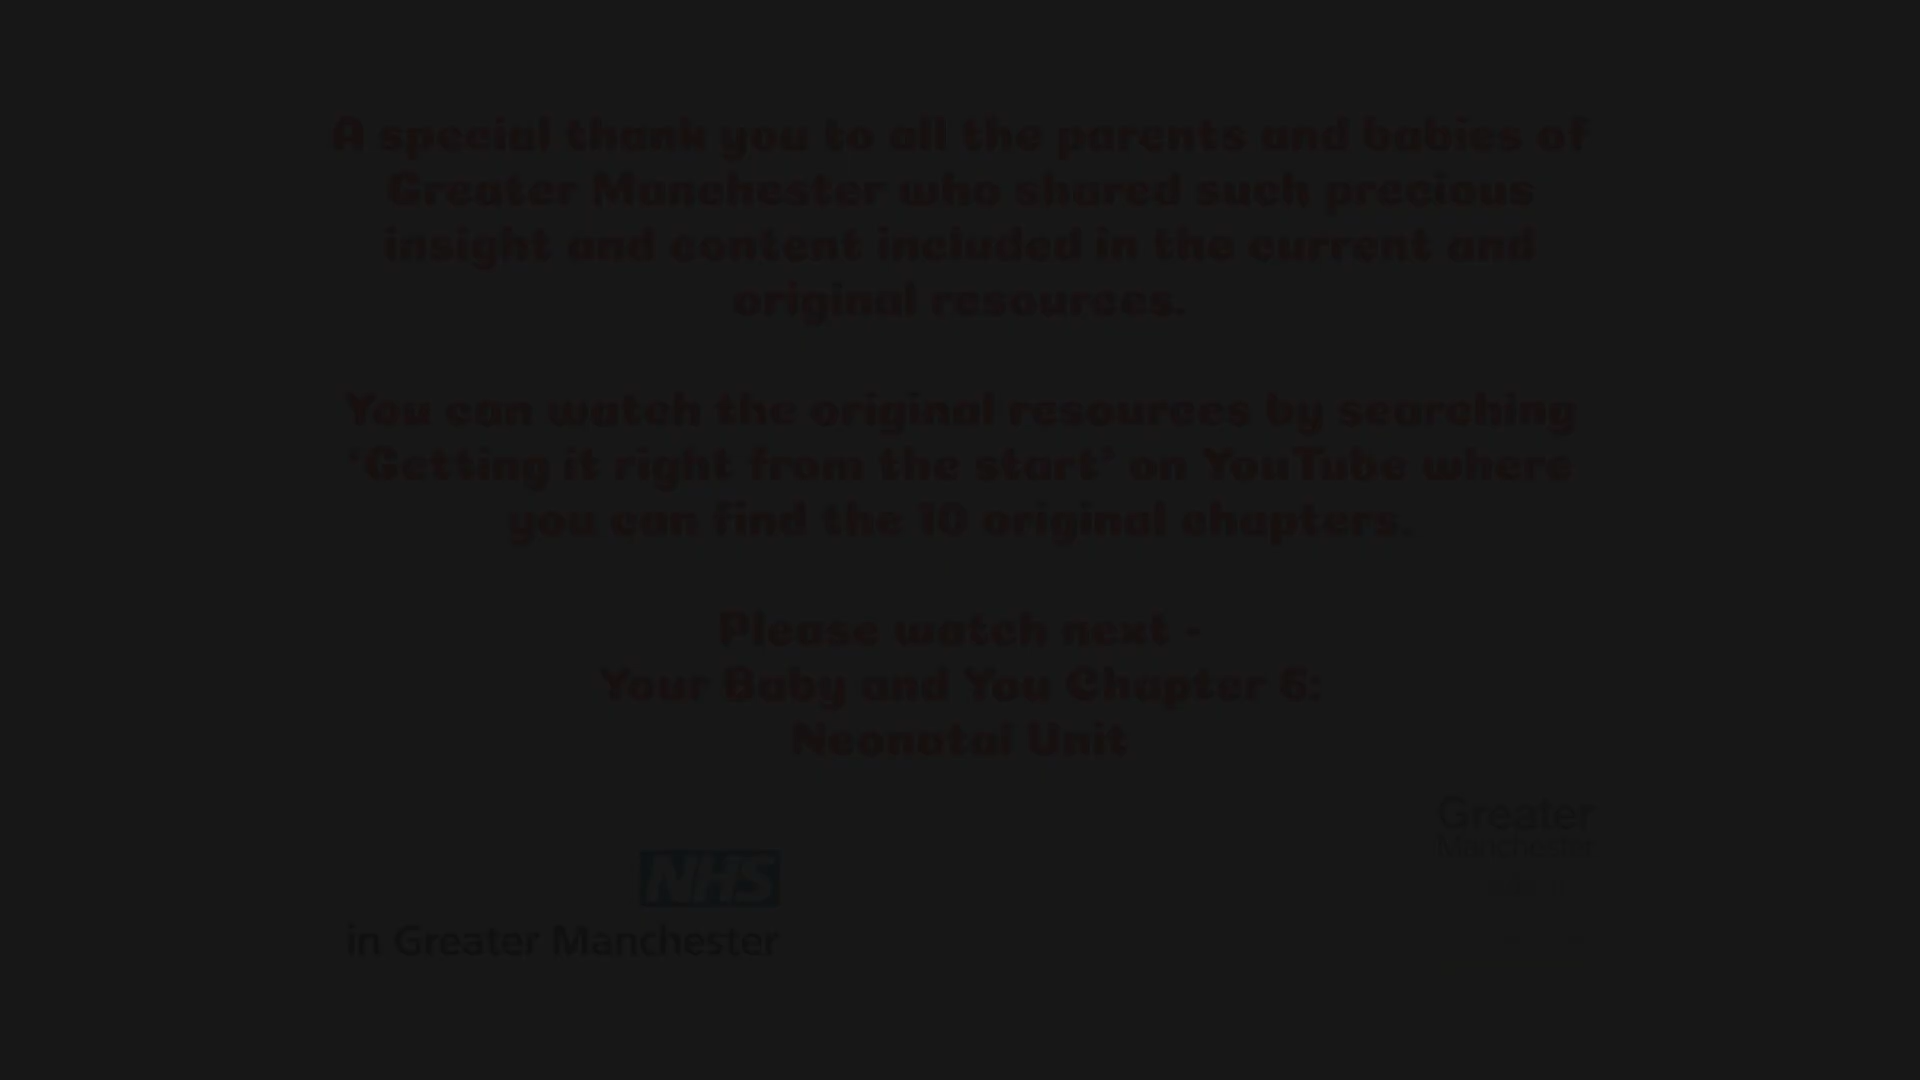 A special thank you to all the parents and babies of
Greater Manchester who shared such precious
insight and content included in the current and
original resources.
You can watch the original resources by searching
'Getting it right from the start' on YouTube where
you can find the 10 original chapters.
Please watch next -
Your Baby and You Chapter 5:
Neonatal Unit
NHS
in Greater Manchester
Greater
Manchester